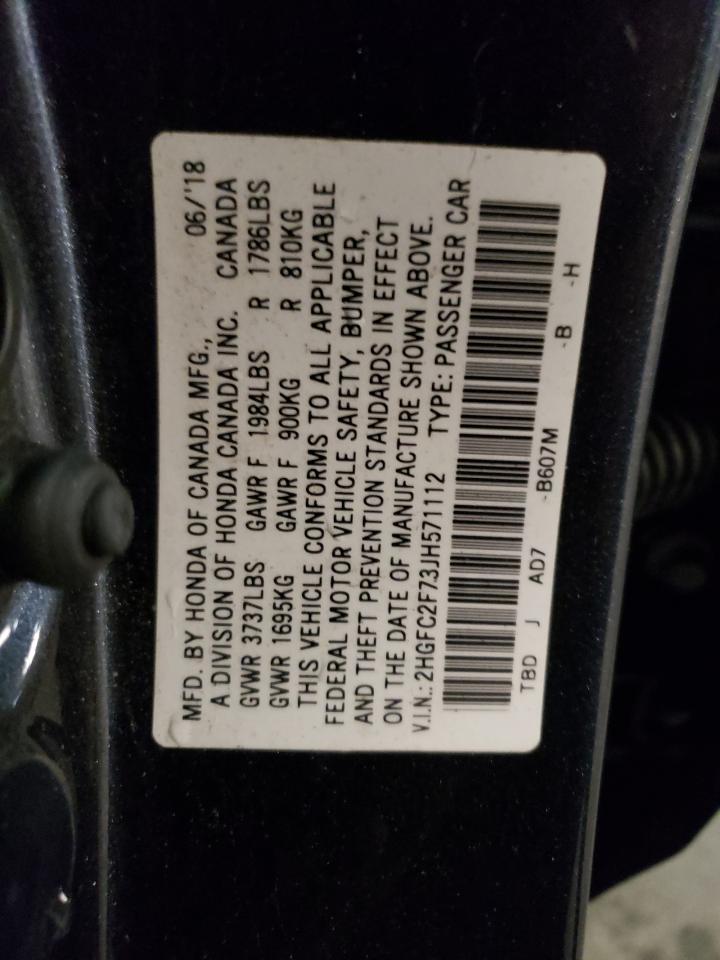 MFD. BY HONDA OF CANADA MFG., 06/'18
A DIVISION OF HONDA CANADA INC. CANADA
GVWR 3737LBS GAWR F 1984LBS R 1786LBS
GVWR 1695KG GAWR F 900KG R 810KG
THIS VEHICLE CONFORMS TO ALL APPLICABLE
FEDERAL MOTOR VEHICLE SAFETY, BUMPER,
AND THEFT PREVENTION STANDARDS IN EFFECT
ON THE DATE OF MANUFACTURE SHOWN ABOVE.
V.I.N.: 2HGFC2F73JH571112 TYPE: PASSENGER CAR
TBD J AD7 -B607M -B -H